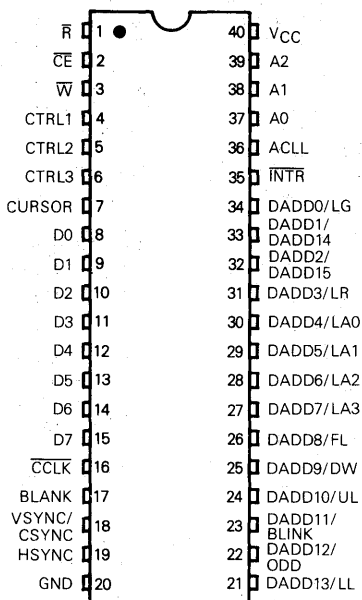 R 1 40 VCC
CE 2 39 A2
W 3 38 A1
CTRL1 4 37 A0
CTRL2 5 36 ACLL
CTRL3 6 35 INTR
CURSOR 7 34 DADD0/LG
D0 8 33 DADD1/
DADD14
D1 9 32 DADD2/
DADD15
D2 10 31 DADD3/LR
D3 11 30 DADD4/LA0
D4 12 29 DADD5/LA1
D5 13 28 DADD6/LA2
D6 14 27 DADD7/LA3
D7 15 26 DADD8/FL
CCLK 16 25 DADD9/DW
BLANK 17 24 DADD10/UL
VSYNC/
CSYNC 18 23 DADD11/
BLINK
HSYNC 19 22 DADD12/
ODD
GND 20 21 DADD13/LL